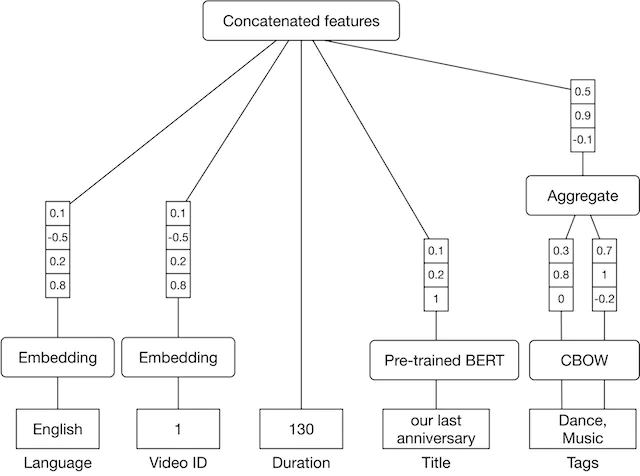 Concatenated features
0.5
0.9
-0.1
Aggregate
0.1
-0.5
0.2
0.8
0.1
-0.5
0.2
0.8
0.1
0.2
1
0.3
0.8
0
0.7
1
-0.2
Embedding
Embedding
Pre-trained BERT
CBOW
English
1
130
our last
anniversary
Dance,
Music
Language
Video ID
Duration
Title
Tags